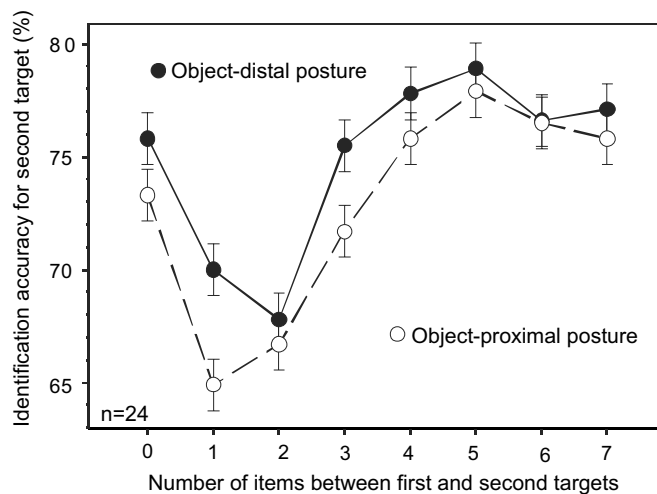 Identification accuracy for second target (%)
80
75
70
65
Object-distal posture
Object-proximal posture
n=24
0 1 2 3 4 5 6 7
Number of items between first and second targets